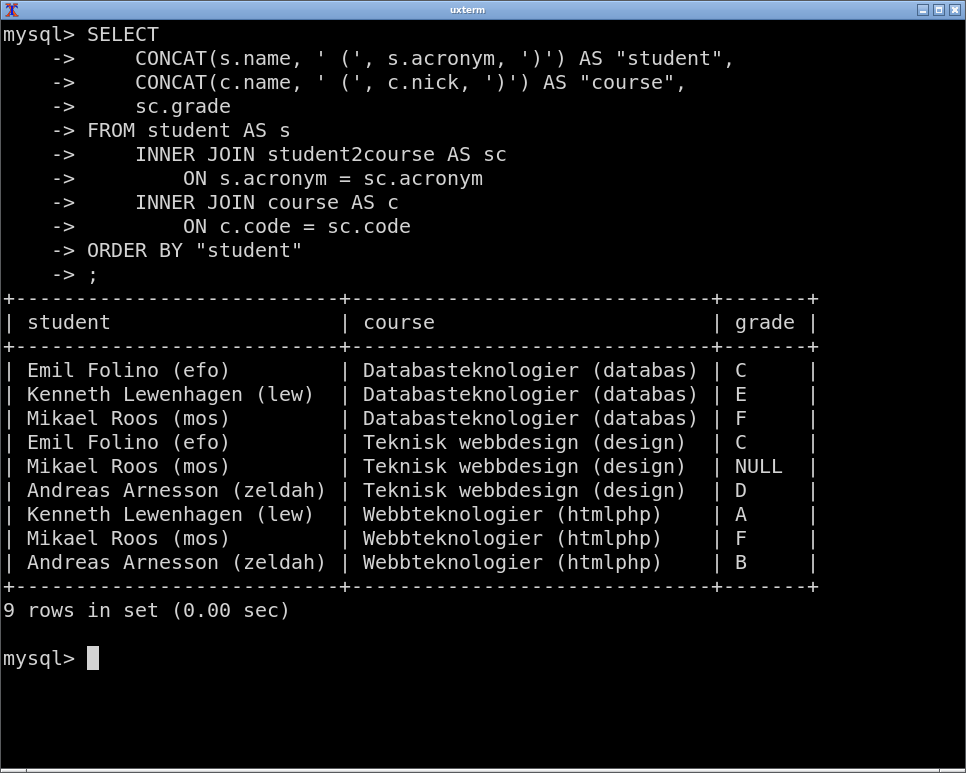 uxterm
mysql> SELECT
    ->     CONCAT(s.name, ' (', s.acronym, ')') AS "student",
    ->     CONCAT(c.name, ' (', c.nick, ')') AS "course",
    ->     sc.grade
    -> FROM student AS s
    ->     INNER JOIN student2course AS sc
    ->         ON s.acronym = sc.acronym
    ->     INNER JOIN course AS c
    ->         ON c.code = sc.code
    -> ORDER BY "student"
    -> ;
+---------------------------+------------------------------+-------+
| student                   | course                       | grade |
+---------------------------+------------------------------+-------+
| Emil Folino (efo)         | Databasteknologier (databas) | C     |
| Kenneth Lewenhagen (lew)  | Databasteknologier (databas) | E     |
| Mikael Roos (mos)         | Databasteknologier (databas) | F     |
| Emil Folino (efo)         | Teknisk webbdesign (design)  | C     |
| Mikael Roos (mos)         | Teknisk webbdesign (design)  | NULL  |
| Andreas Arnesson (zeldah) | Teknisk webbdesign (design)  | D     |
| Kenneth Lewenhagen (lew)  | Webbteknologier (htmlphp)    | A     |
| Mikael Roos (mos)         | Webbteknologier (htmlphp)    | F     |
| Andreas Arnesson (zeldah) | Webbteknologier (htmlphp)    | B     |
+---------------------------+------------------------------+-------+
9 rows in set (0.00 sec)
mysql>